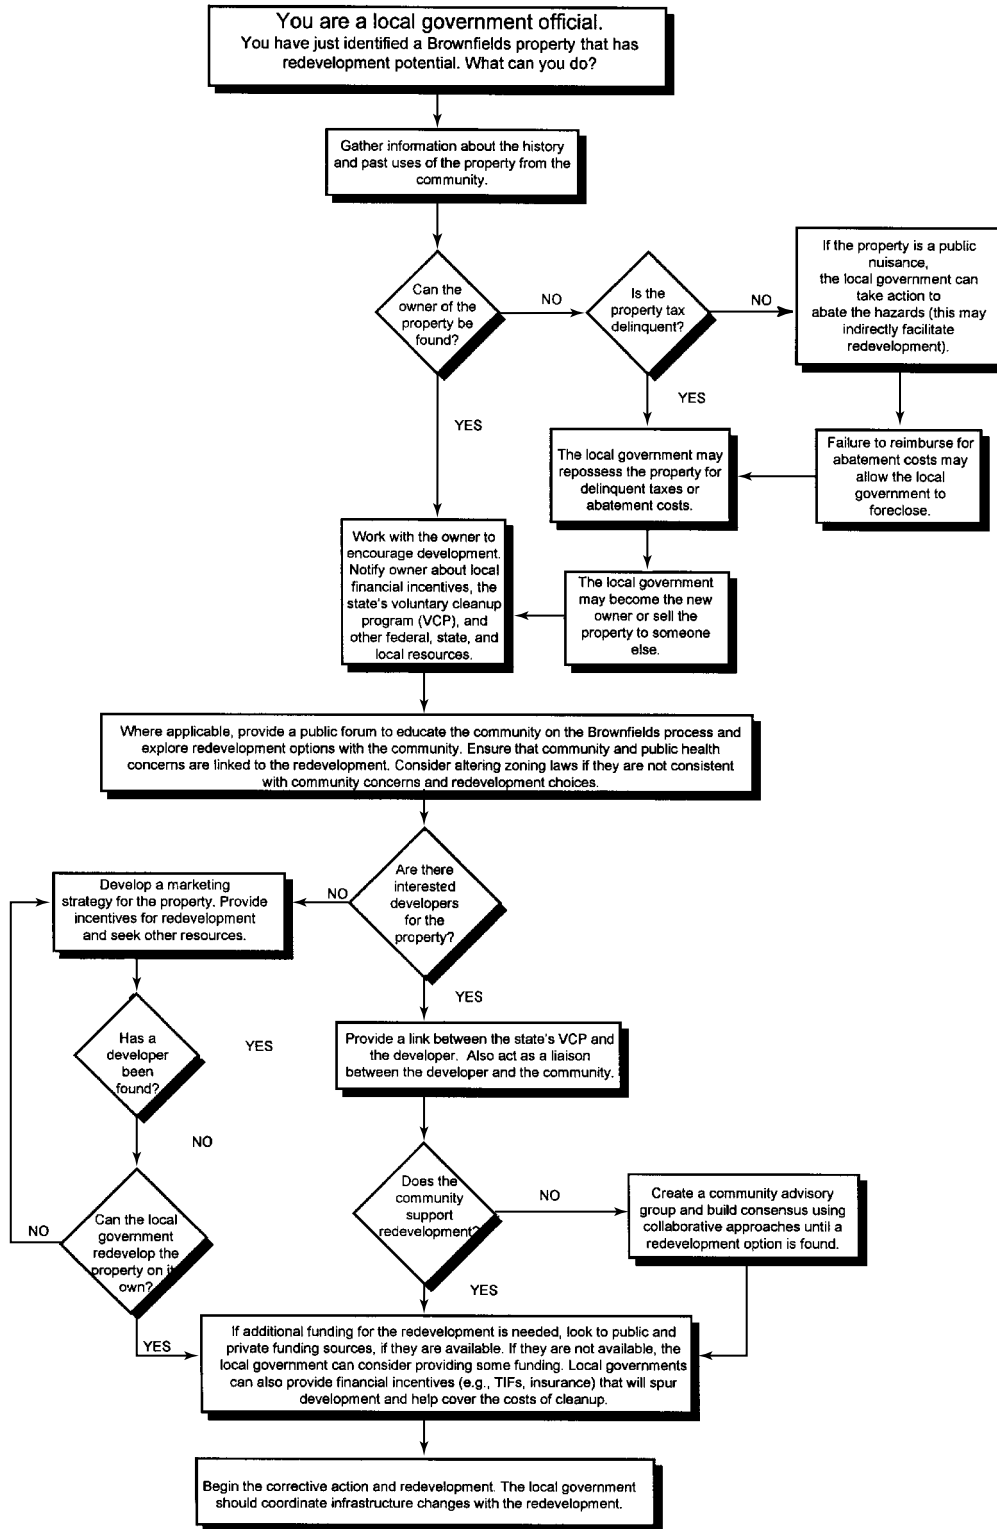 You are a local government official.
You have just identified a Brownfields property that has
redevelopment potential. What can you do?
Gather information about the history
and past uses of the property from the
community.
Can the
owner of the
property be
found?
NO
Is the
property tax
delinquent?
NO
If the property is a public
nuisance,
the local government can
take action to
abate the hazards (this may
indirectly facilitate
redevelopment).
YES
YES
The local government may
repossess the property for
delinquent taxes or
abatement costs.
Failure to reimburse for
abatement costs may
allow the local
government to
foreclose.
Work with the owner to
encourage development.
Notify owner about local
financial incentives, the
state's voluntary cleanup
program (VCP), and
other federal, state, and
local resources.
The local government
may become the new
owner or sell the
property to someone
else.
Where applicable, provide a public forum to educate the community on the Brownfields process and
explore redevelopment options with the community. Ensure that community and public health
concerns are linked to the redevelopment. Consider altering zoning laws if they are not consistent
with community concerns and redevelopment choices.
Are there
interested
developers
for the
property?
NO
Develop a marketing
strategy for the property. Provide
incentives for redevelopment
and seek other resources.
YES
Has a
developer
been
found?
YES
Provide a link between the state's VCP and
the developer. Also act as a liaison
between the developer and the community.
NO
Does the
community
support
redevelopment?
NO
Create a community advisory
group and build consensus using
collaborative approaches until a
redevelopment option is found.
NO
Can the local
government
redevelop the
property on its
own?
YES
YES
If additional funding for the redevelopment is needed, look to public and
private funding sources, if they are available. If they are not available, the
local government can consider providing some funding. Local governments
can also provide financial incentives (e.g., TIFs, insurance) that will spur
development and help cover the costs of cleanup.
Begin the corrective action and redevelopment. The local government
should coordinate infrastructure changes with the redevelopment.